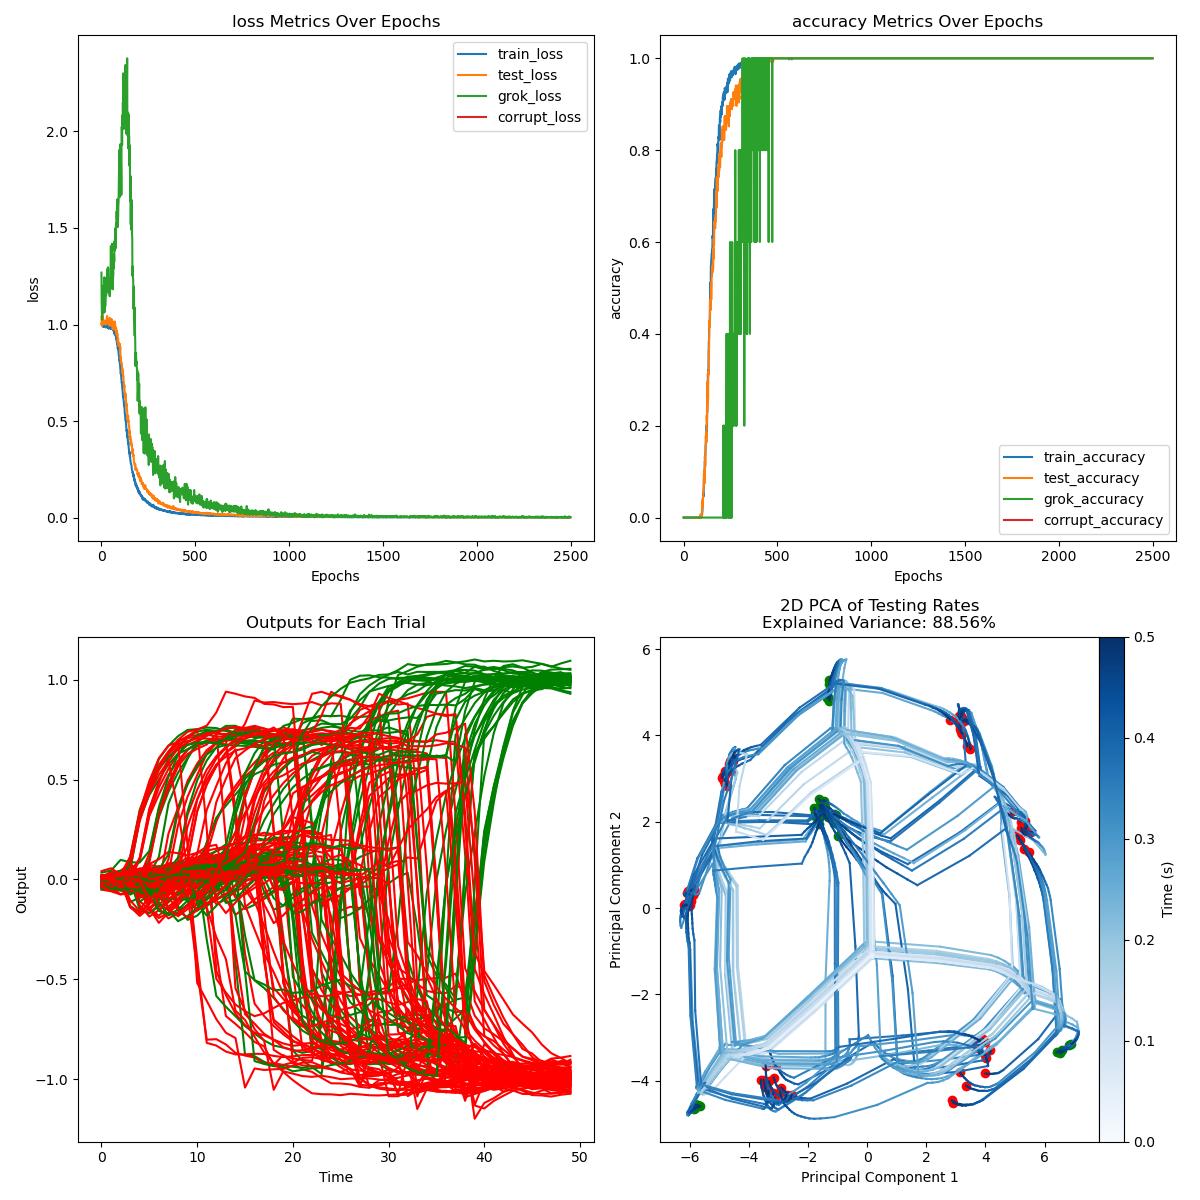 loss Metrics Over Epochs
loss
2.0
1.5
1.0
0.5
0.0
0 500 1000 1500 2000 2500
Epochs
train_loss
test_loss
grok_loss
corrupt_loss
accuracy Metrics Over Epochs
accuracy
1.0
0.8
0.6
0.4
0.2
0.0
0 500 1000 1500 2000 2500
Epochs
train_accuracy
test_accuracy
grok_accuracy
corrupt_accuracy
Outputs for Each Trial
Output
1.0
0.5
0.0
−0.5
−1.0
0 10 20 30 40 50
Time
2D PCA of Testing Rates
Explained Variance: 88.56%
Principal Component 2
6
4
2
0
−2
−4
−6 −4 −2 0 2 4 6
Principal Component 1
0.5
0.4
0.3
0.2
0.1
0.0
Time (s)